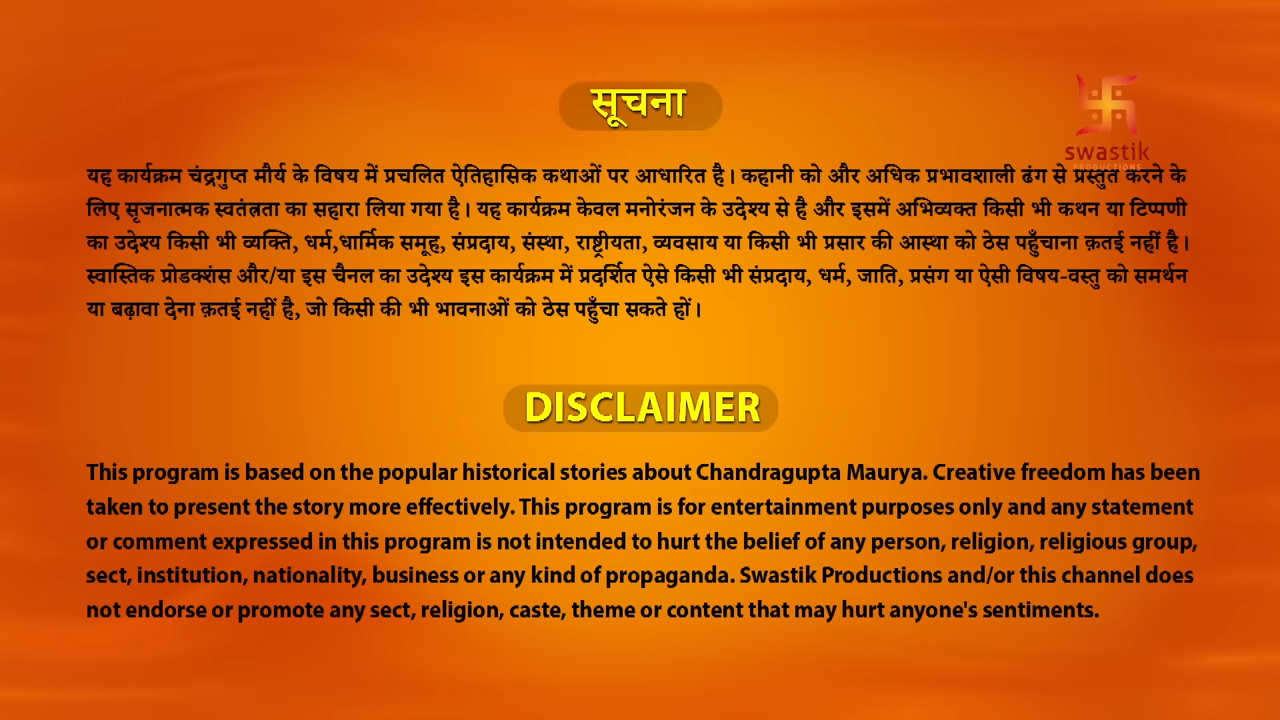 सूचना
swastik
PRODUCTIONS
यह कार्यक्रम चंद्रगुप्त मौर्य के विषय में प्रचलित ऐतिहासिक कथाओं पर आधारित है। कहानी को और अधिक प्रभावशाली ढंग से प्रस्तुत करने के
लिए सृजनात्मक स्वतंत्रता का सहारा लिया गया है। यह कार्यक्रम केवल मनोरंजन के उदेश्य से है और इसमें अभिव्यक्त किसी भी कथन या टिप्पणी
का उदेश्य किसी भी व्यक्ति, धर्म,धार्मिक समूह, संप्रदाय, संस्था, राष्ट्रीयता, व्यवसाय या किसी भी प्रसार की आस्था को ठेस पहुँचाना क़तई नहीं है।
स्वास्तिक प्रोडक्शंस और/या इस चैनल का उदेश्य इस कार्यक्रम में प्रदर्शित ऐसे किसी भी संप्रदाय, धर्म, जाति, प्रसंग या ऐसी विषय-वस्तु को समर्थन
या बढ़ावा देना क़तई नहीं है, जो किसी की भी भावनाओं को ठेस पहुँचा सकते हों।
DISCLAIMER
This program is based on the popular historical stories about Chandragupta Maurya. Creative freedom has been
taken to present the story more effectively. This program is for entertainment purposes only and any statement
or comment expressed in this program is not intended to hurt the belief of any person, religion, religious group,
sect, institution, nationality, business or any kind of propaganda. Swastik Productions and/or this channel does
not endorse or promote any sect, religion, caste, theme or content that may hurt anyone's sentiments.